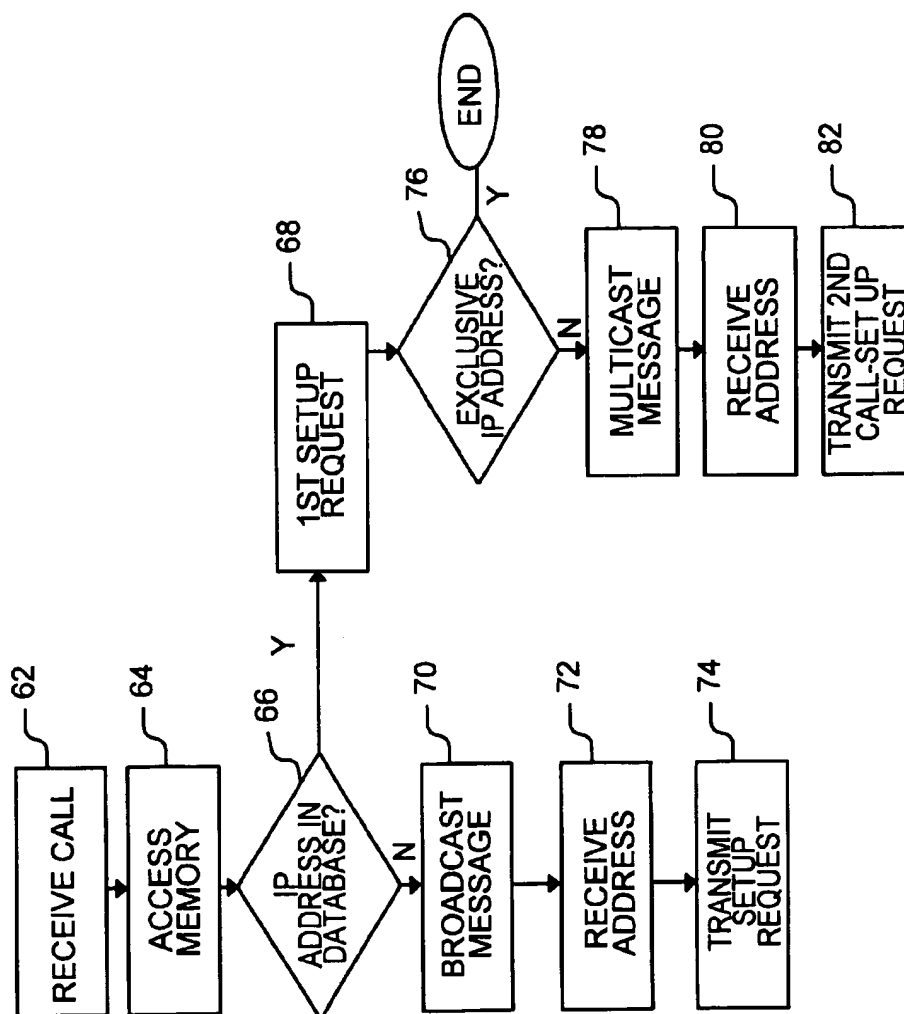 62
RECEIVE CALL
64
ACCESS
MEMORY
66
IP
ADDRESS IN
DATABASE?
Y
N
68
1ST SETUP
REQUEST
70
BROADCAST
MESSAGE
72
RECEIVE
ADDRESS
74
TRANSMIT
SETUP
REQUEST
76
EXCLUSIVE
IP ADDRESS?
Y
END
N
78
MULTICAST
MESSAGE
80
RECEIVE
ADDRESS
82
TRANSMIT 2ND
CALL-SET UP
REQUEST